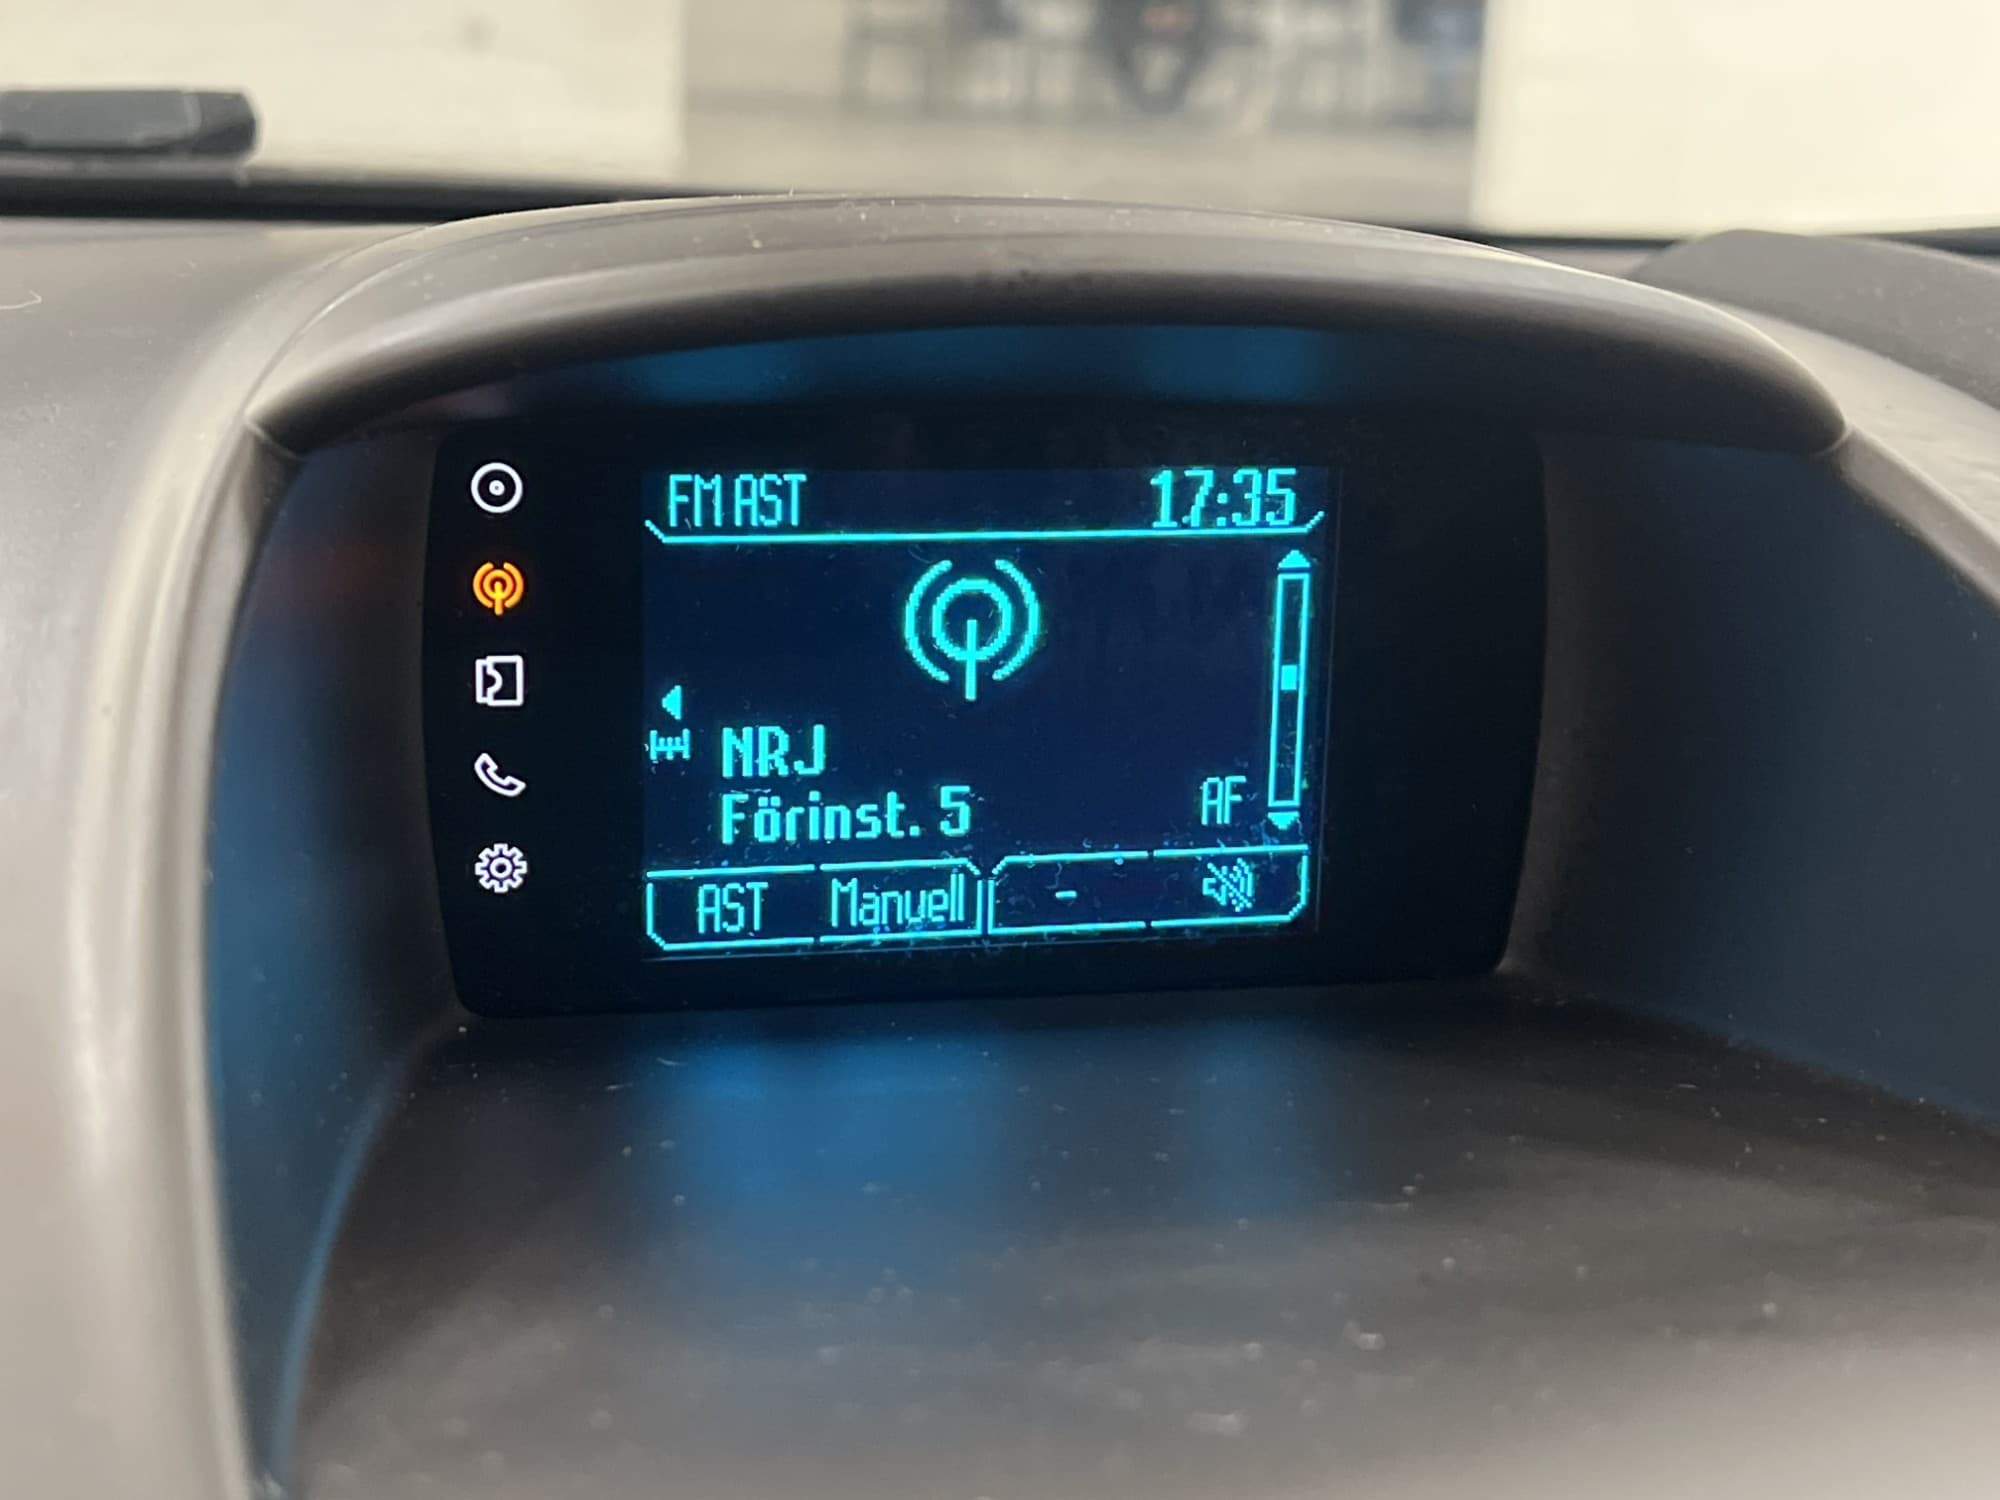 FM AST 17:35
NRJ
Förinst. 5
AF
AST Manuell -